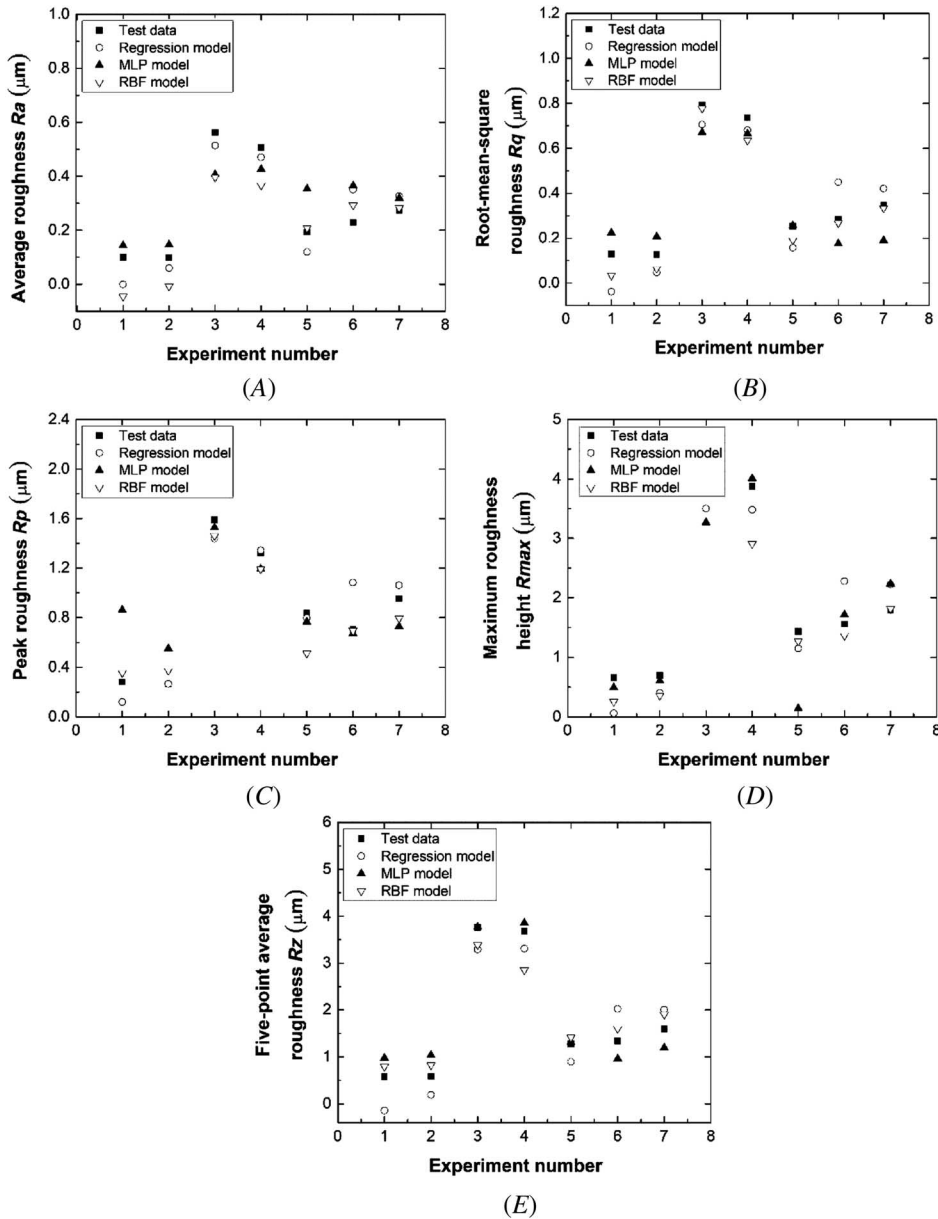 Average roughness Ra (μm)
1.0
0.8
0.6
0.4
0.2
0.0
Test data
Regression model
MLP model
RBF model
0 1 2 3 4 5 6 7 8
Experiment number
(A)
Root-mean-square
roughness Rq (μm)
1.2
1.0
0.8
0.6
0.4
0.2
0.0
Test data
Regression model
MLP model
RBF model
0 1 2 3 4 5 6 7 8
Experiment number
(B)
Peak roughness Rp (μm)
2.4
2.0
1.6
1.2
0.8
0.4
0.0
Test data
Regression model
MLP model
RBF model
0 1 2 3 4 5 6 7 8
Experiment number
(C)
Maximum roughness
height Rmax (μm)
5
4
3
2
1
0
Test data
Regression model
MLP model
RBF model
0 1 2 3 4 5 6 7 8
Experiment number
(D)
Five-point average
roughness Rz (μm)
6
5
4
3
2
1
0
Test data
Regression model
MLP model
RBF model
0 1 2 3 4 5 6 7 8
Experiment number
(E)